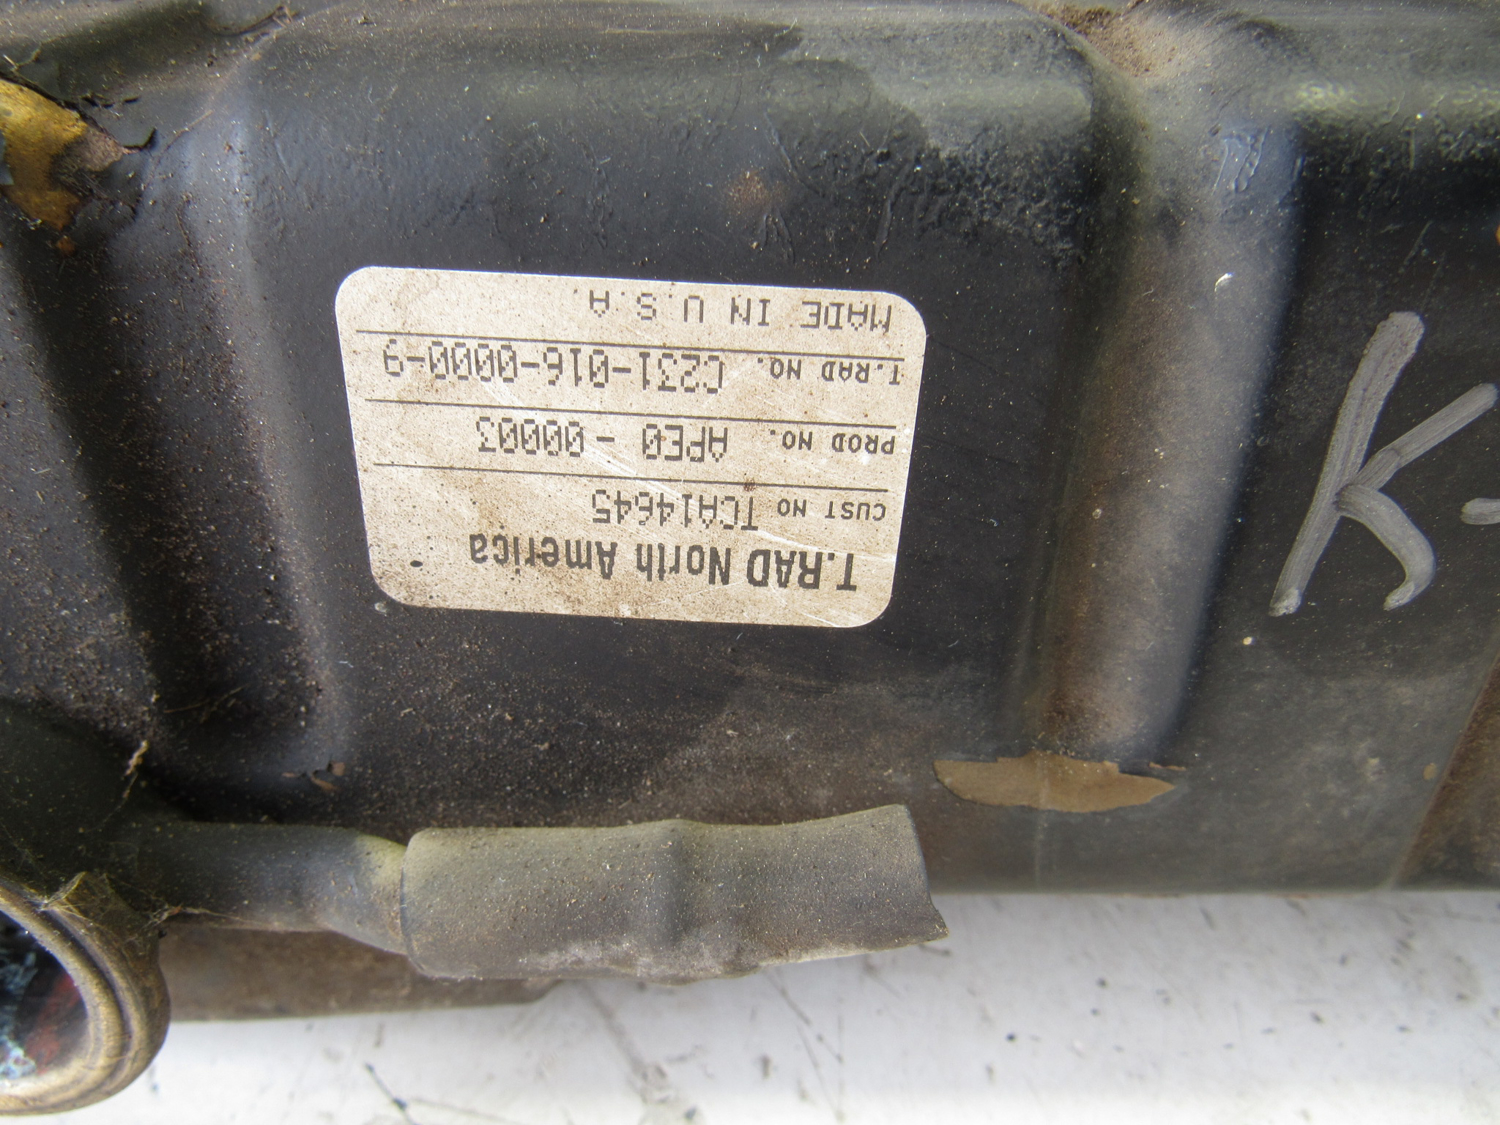 T.RAD North America
CUST NO TCA14645
PROD NO. APE0 -00003
T.RAD NO. C231-016-0000-9
MADE IN U.S.A.
K-